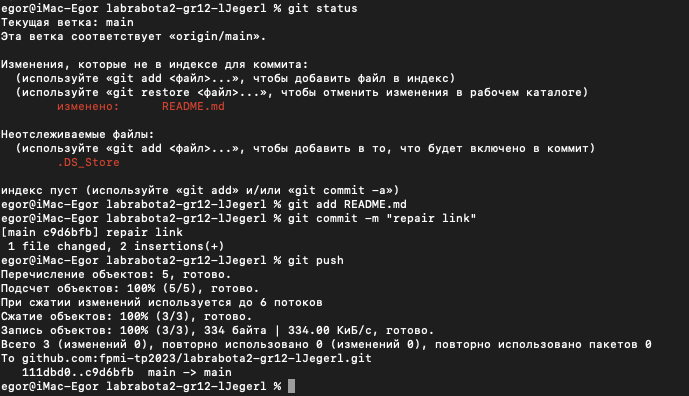 egor@iMac-Egor labrabota2-gr12-lJegerl % git status
Текущая ветка: main
Эта ветка соответствует «origin/main».
Изменения, которые не в индексе для коммита:
(используйте «git add <файл>...», чтобы добавить файл в индекс)
(используйте «git restore <файл>...», чтобы отменить изменения в рабочем каталоге)
изменено: README.md
Неотслеживаемые файлы:
(используйте «git add <файл>...», чтобы добавить в то, что будет включено в коммит)
.DS_Store
индекс пуст (используйте «git add» и/или «git commit -a»)
egor@iMac-Egor labrabota2-gr12-lJegerl % git add README.md
egor@iMac-Egor labrabota2-gr12-lJegerl % git commit -m "repair link"
[main c9d6bfb] repair link
1 file changed, 2 insertions(+)
egor@iMac-Egor labrabota2-gr12-lJegerl % git push
Перечисление объектов: 5, готово.
Подсчет объектов: 100% (5/5), готово.
При сжатии изменений используется до 6 потоков
Сжатие объектов: 100% (3/3), готово.
Запись объектов: 100% (3/3), 334 байта | 334.00 КиБ/с, готово.
Всего 3 (изменений 0), повторно использовано 0 (изменений 0), повторно использовано пакетов 0
To github.com:fpmi-tp2023/labrabota2-gr12-lJegerl.git
111dbd0..c9d6bfb main -> main
egor@iMac-Egor labrabota2-gr12-lJegerl %